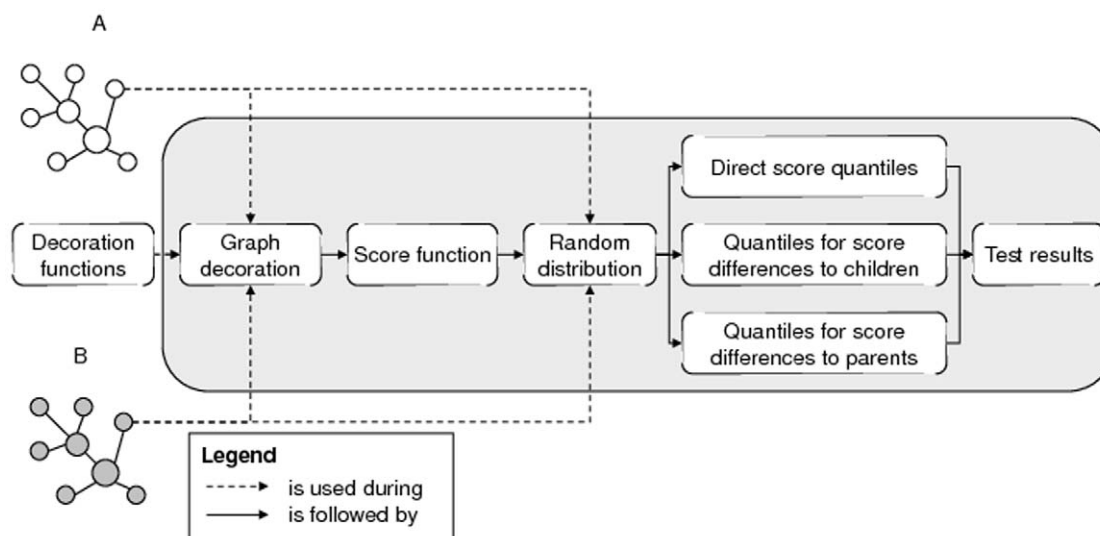 A
Direct score quantiles
Decoration
functions
Graph
decoration
Score function
Random
distribution
Quantiles for score
differences to children
Test results
Quantiles for score
differences to parents
B
Legend
is used during
is followed by